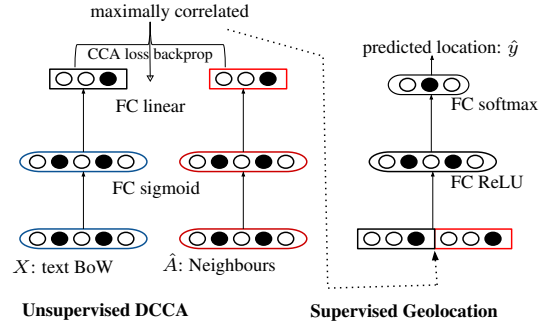 maximally correlated
CCA loss backprop
FC linear
FC sigmoid
X: text BoW
Â: Neighbours
Unsupervised DCCA
predicted location: ŷ
FC softmax
FC ReLU
Supervised Geolocation